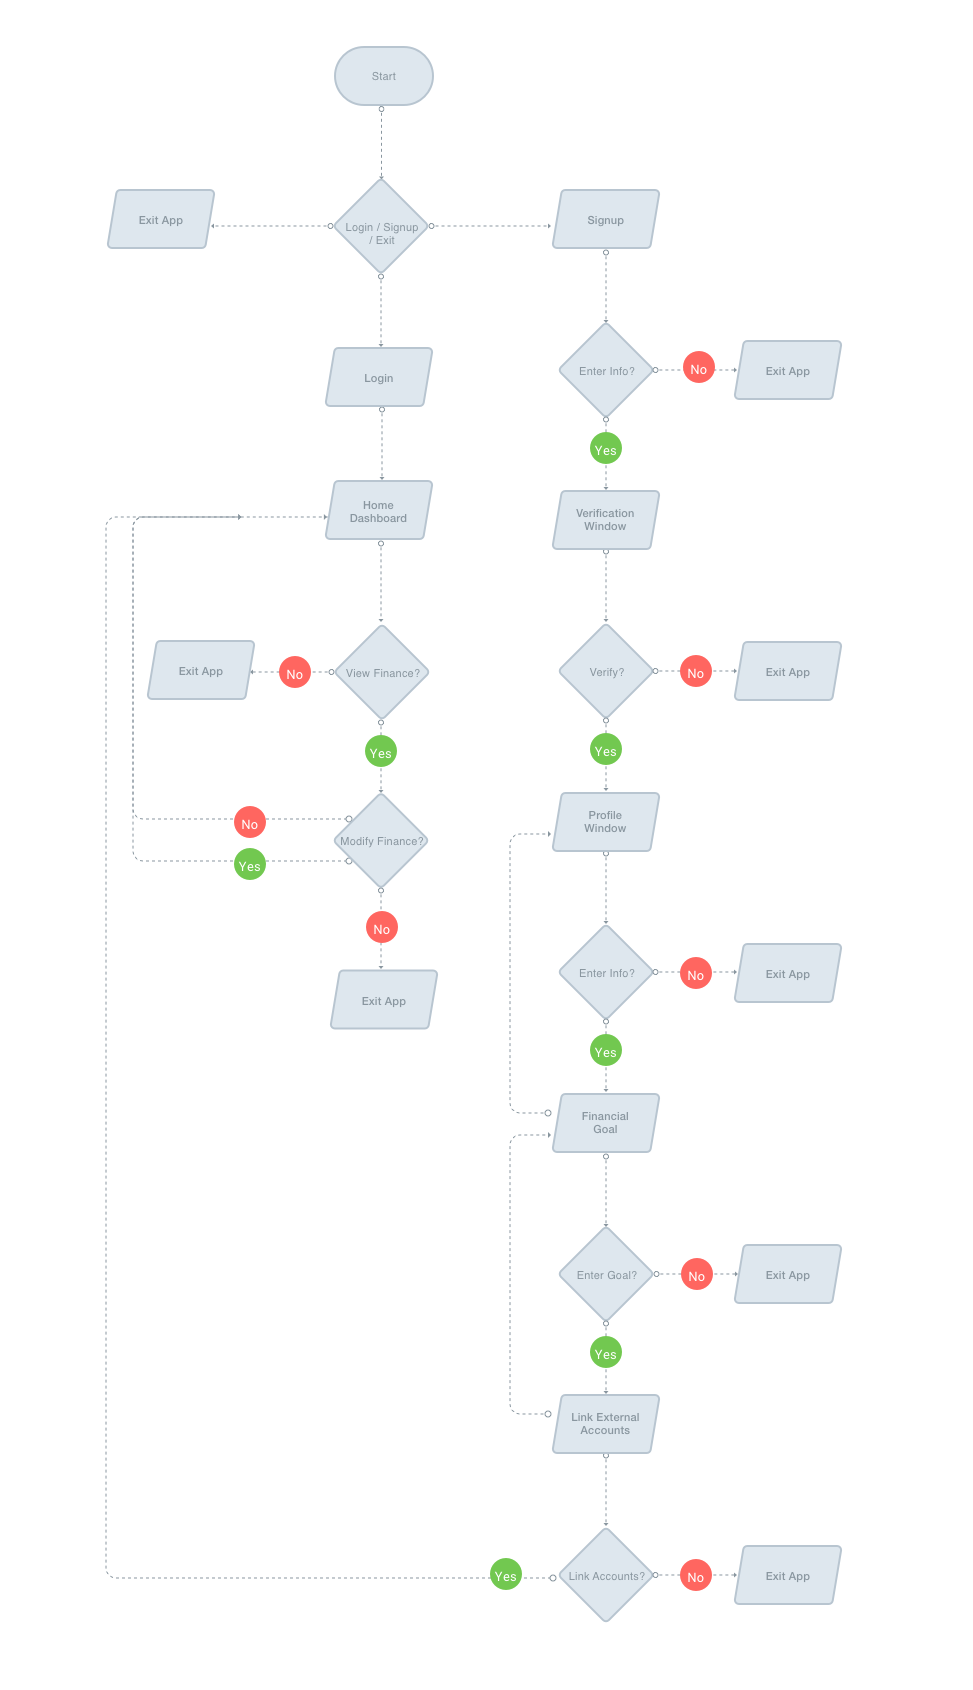 Start
Exit App
Login / Signup
/ Exit
Signup
Login
Enter Info?
No
Exit App
Yes
Home
Dashboard
Verification
Window
Exit App
No
View Finance?
Verify?
No
Exit App
Yes
Yes
No
Modify Finance?
Yes
Profile
Window
No
Exit App
Enter Info?
No
Exit App
Yes
Financial
Goal
Enter Goal?
No
Exit App
Yes
Link External
Accounts
Yes
Link Accounts?
No
Exit App